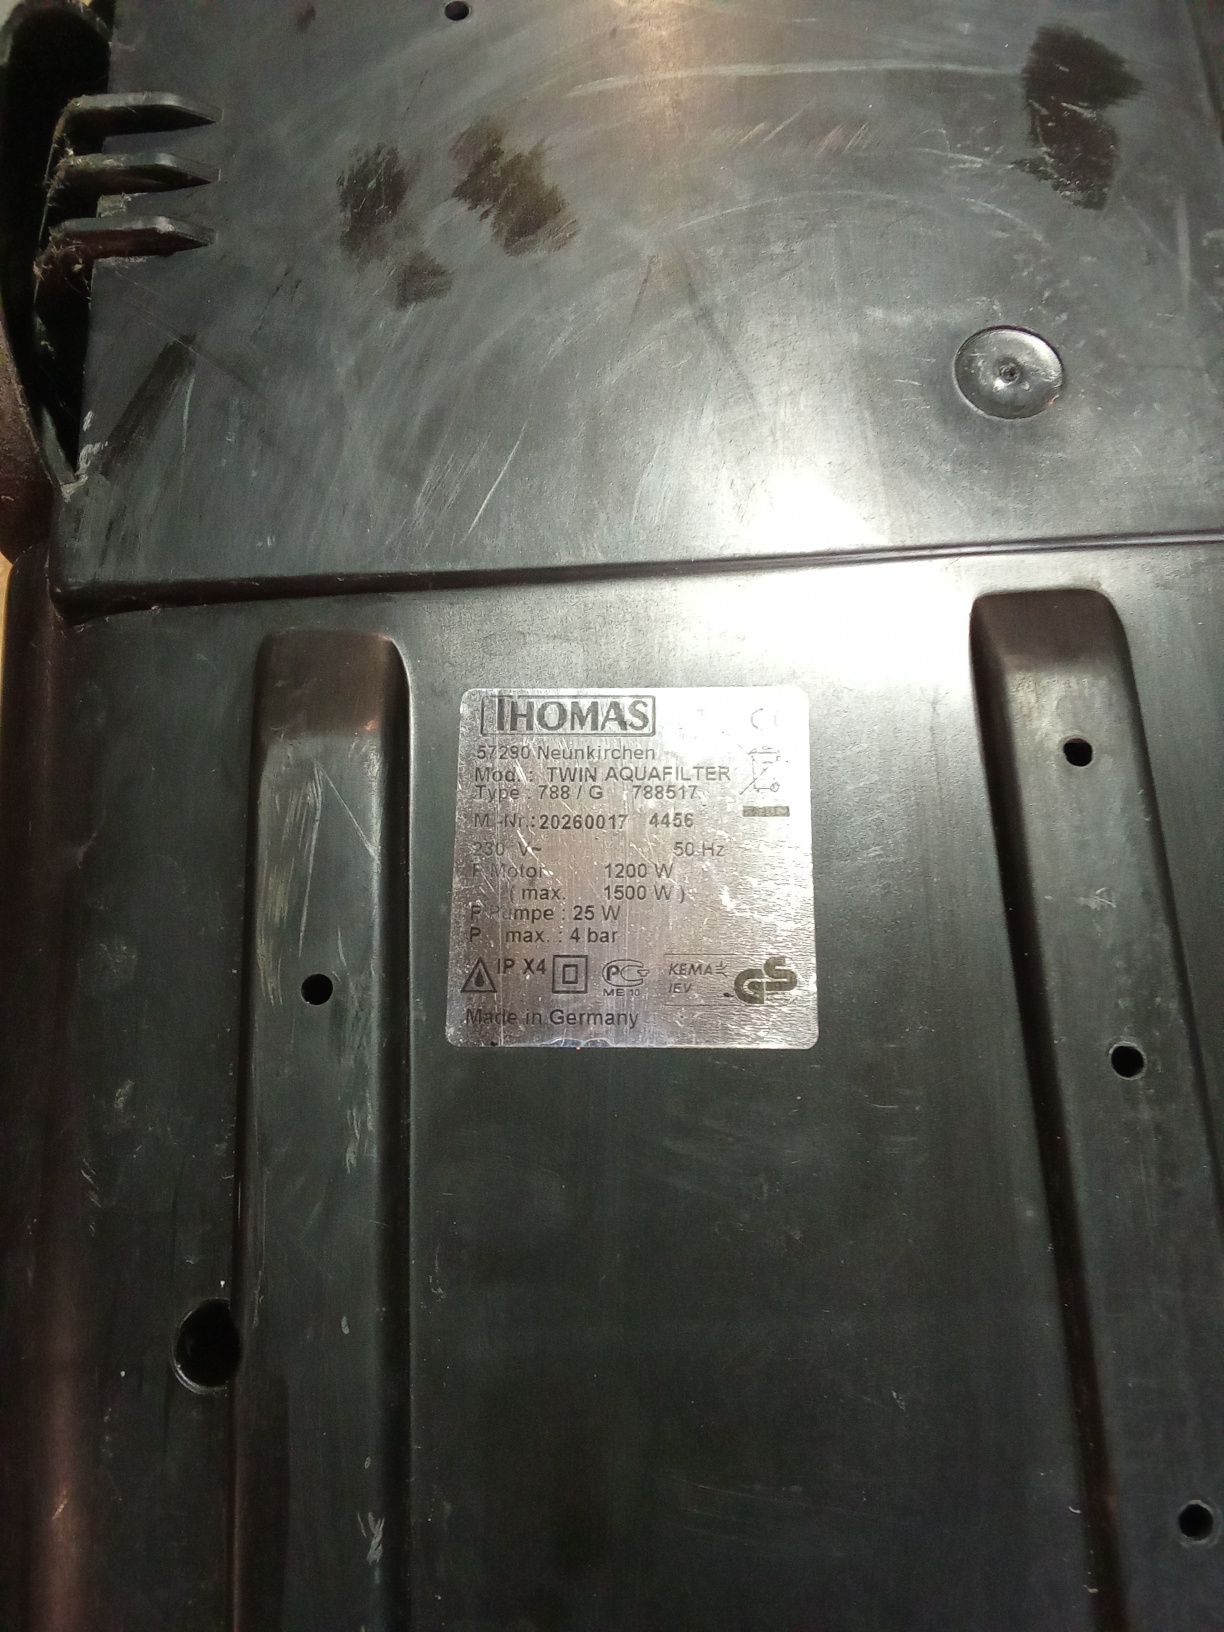 THOMAS
57290 Neunkirchen
Mod. : TWIN AQUAFILTER
Type : 788 / G 788517
M.-Nr.: 20260017 4456
230 V~ 50 Hz
P Motor 1200 W
( max. 1500 W )
P Pumpe : 25 W
P max. : 4 bar
IP X4 PG KEMA GS
ME 10 IEV
Made in Germany